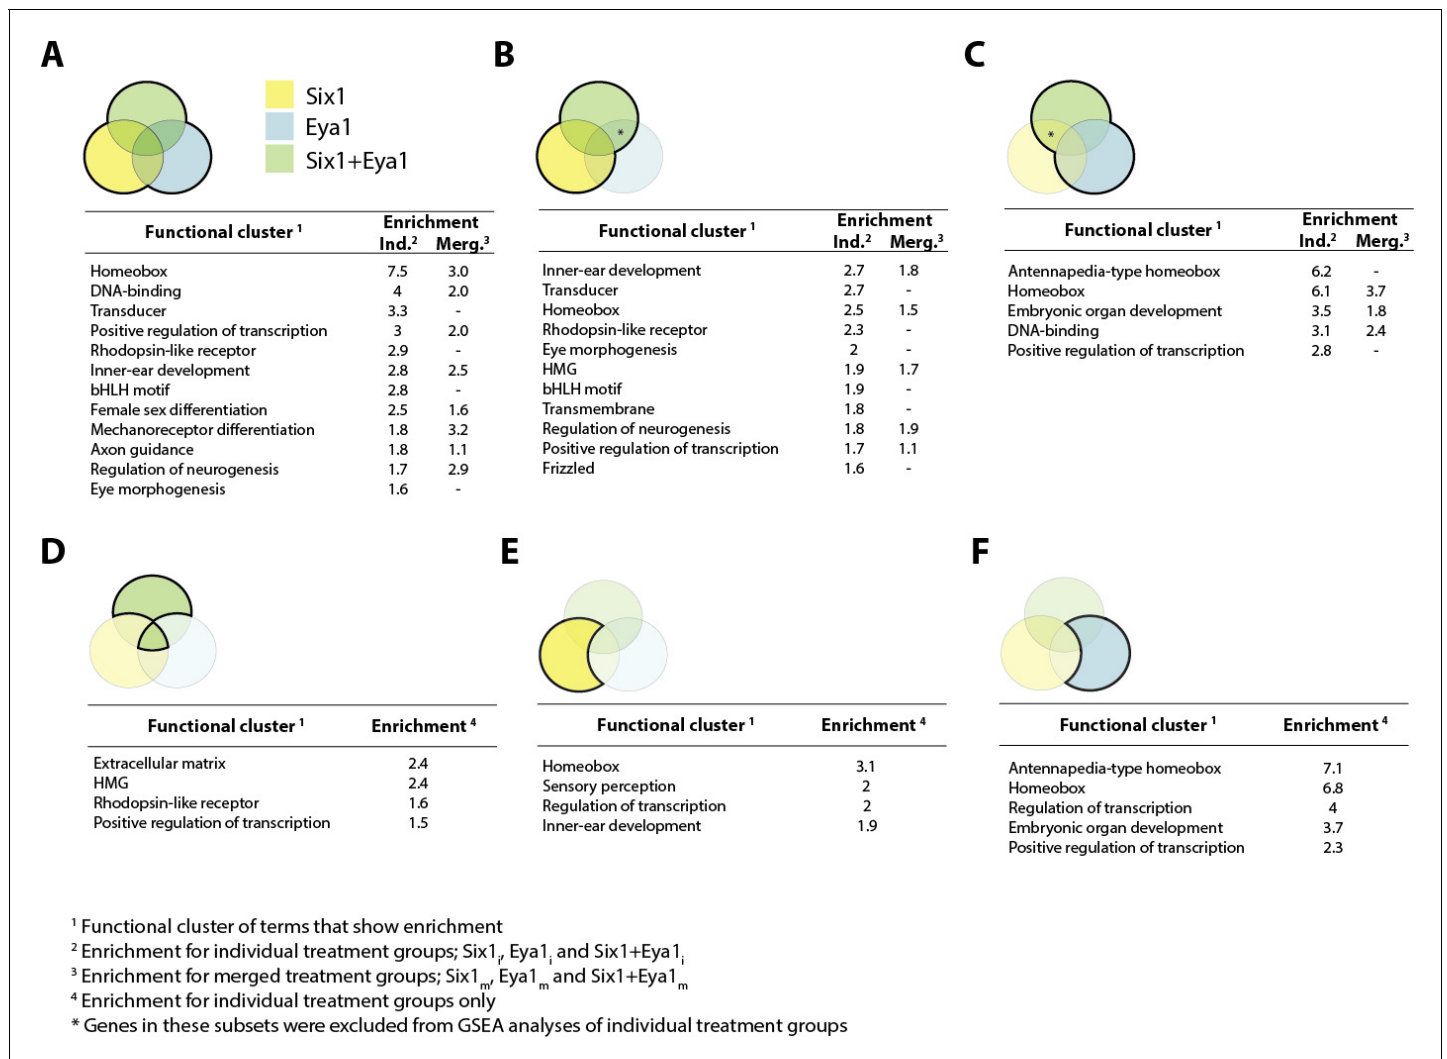 A
B
C
Six1
Eya1
Six1+Eya1
*
*
Functional cluster 1 Enrichment
Ind.2 Merg.3
Homeobox 7.5 3.0
DNA-binding 4 2.0
Transducer 3.3 -
Positive regulation of transcription 3 2.0
Rhodopsin-like receptor 2.9 -
Inner-ear development 2.8 2.5
bHLH motif 2.8 -
Female sex differentiation 2.5 1.6
Mechanoreceptor differentiation 1.8 3.2
Axon guidance 1.8 1.1
Regulation of neurogenesis 1.7 2.9
Eye morphogenesis 1.6 -
Functional cluster 1 Enrichment
Ind.2 Merg.3
Inner-ear development 2.7 1.8
Transducer 2.7 -
Homeobox 2.5 1.5
Rhodopsin-like receptor 2.3 -
Eye morphogenesis 2 -
HMG 1.9 1.7
bHLH motif 1.9 -
Transmembrane 1.8 -
Regulation of neurogenesis 1.8 1.9
Positive regulation of transcription 1.7 1.1
Frizzled 1.6 -
Functional cluster 1 Enrichment
Ind.2 Merg.3
Antennapedia-type homeobox 6.2 -
Homeobox 6.1 3.7
Embryonic organ development 3.5 1.8
DNA-binding 3.1 2.4
Positive regulation of transcription 2.8 -
D
E
F
Functional cluster 1 Enrichment 4
Extracellular matrix 2.4
HMG 2.4
Rhodopsin-like receptor 1.6
Positive regulation of transcription 1.5
Functional cluster 1 Enrichment 4
Homeobox 3.1
Sensory perception 2
Regulation of transcription 2
Inner-ear development 1.9
Functional cluster 1 Enrichment 4
Antennapedia-type homeobox 7.1
Homeobox 6.8
Regulation of transcription 4
Embryonic organ development 3.7
Positive regulation of transcription 2.3
1 Functional cluster of terms that show enrichment
2 Enrichment for individual treatment groups; Six1i, Eya1i and Six1+Eya1i
3 Enrichment for merged treatment groups; Six1m, Eya1m and Six1+Eya1m
4 Enrichment for individual treatment groups only
* Genes in these subsets were excluded from GSEA analyses of individual treatment groups